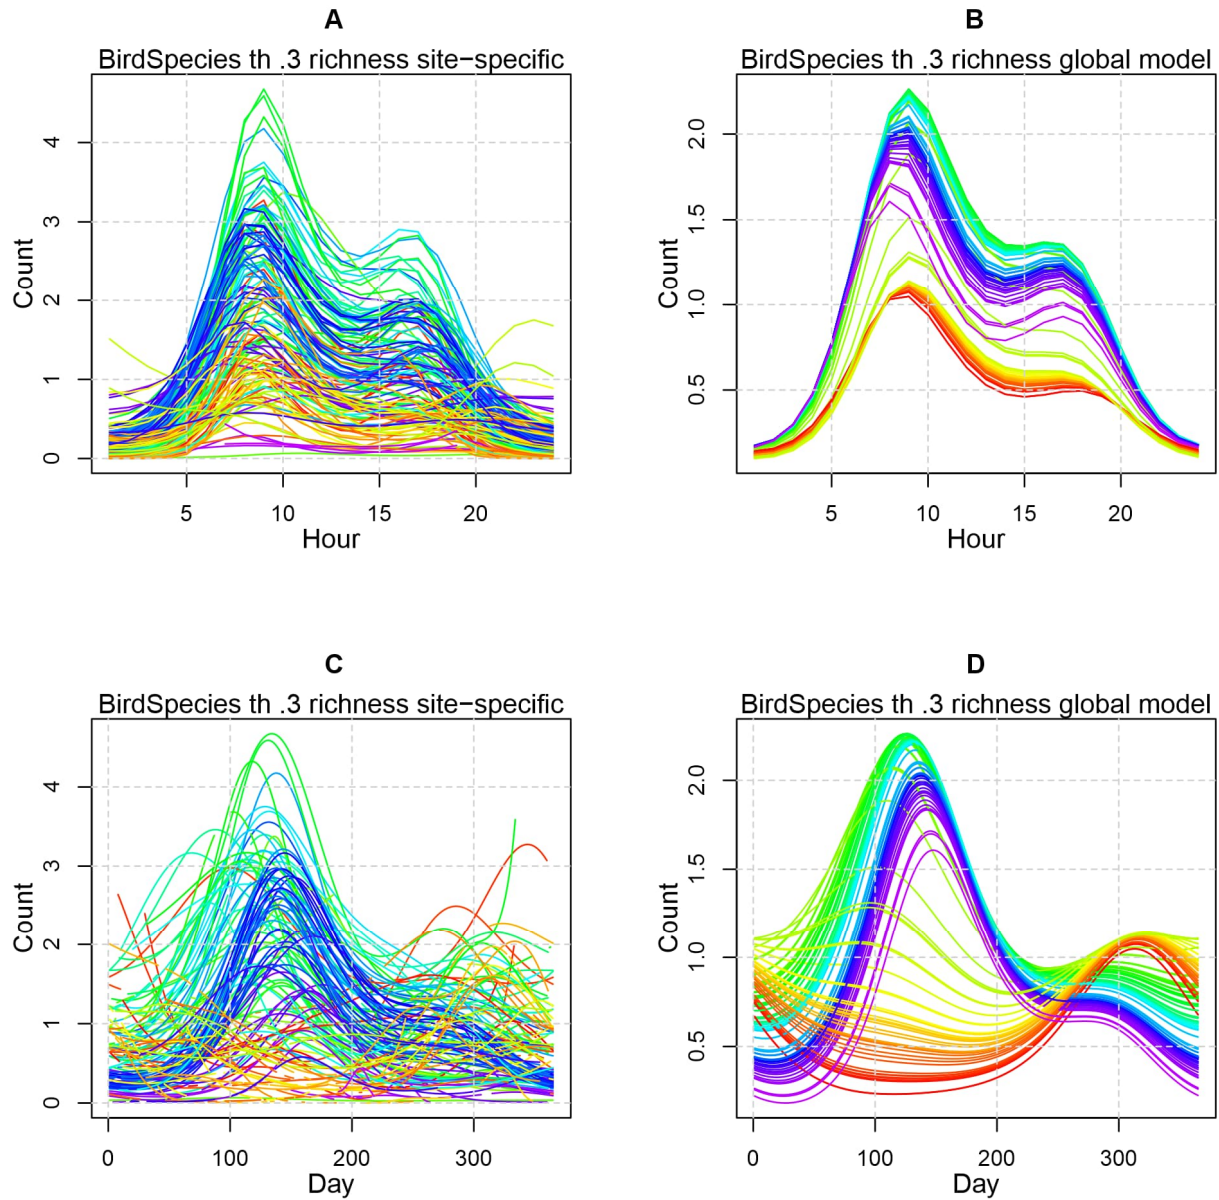 A
BirdSpecies th .3 richness site−specific
Count
0
1
2
3
4
5
10
15
20
Hour
B
BirdSpecies th .3 richness global model
Count
0.5
1.0
1.5
2.0
5
10
15
20
Hour
C
BirdSpecies th .3 richness site−specific
Count
0
1
2
3
4
0
100
200
300
Day
D
BirdSpecies th .3 richness global model
Count
0.5
1.0
1.5
2.0
0
100
200
300
Day